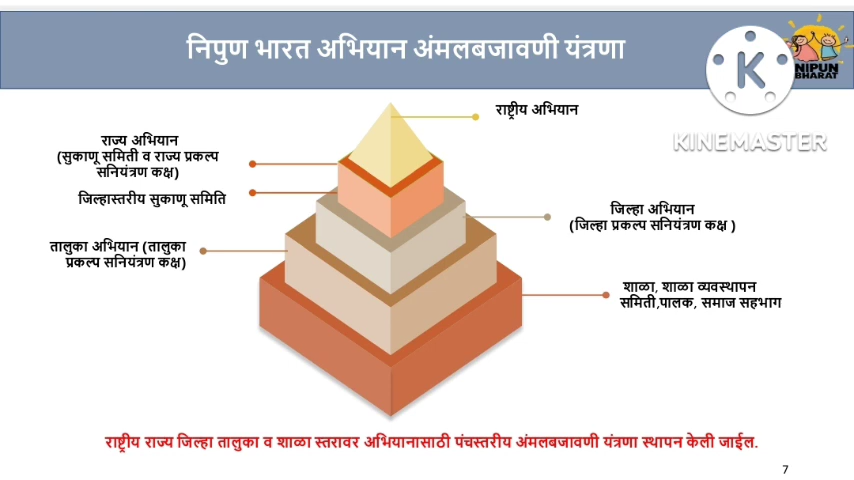 निपुण भारत अभियान अंमलबजावणी यंत्रणा
K
NIPUN
BHARAT
KINEMASTER
राष्ट्रीय अभियान
राज्य अभियान
(सुकाणू समिती व राज्य प्रकल्प
सनियंत्रण कक्ष)
जिल्हास्तरीय सुकाणू समिति
जिल्हा अभियान
(जिल्हा प्रकल्प सनियंत्रण कक्ष )
तालुका अभियान (तालुका
प्रकल्प सनियंत्रण कक्ष)
शाळा, शाळा व्यवस्थापन
समिती,पालक, समाज सहभाग
राष्ट्रीय राज्य जिल्हा तालुका व शाळा स्तरावर अभियानासाठी पंचस्तरीय अंमलबजावणी यंत्रणा स्थापन केली जाईल.
7